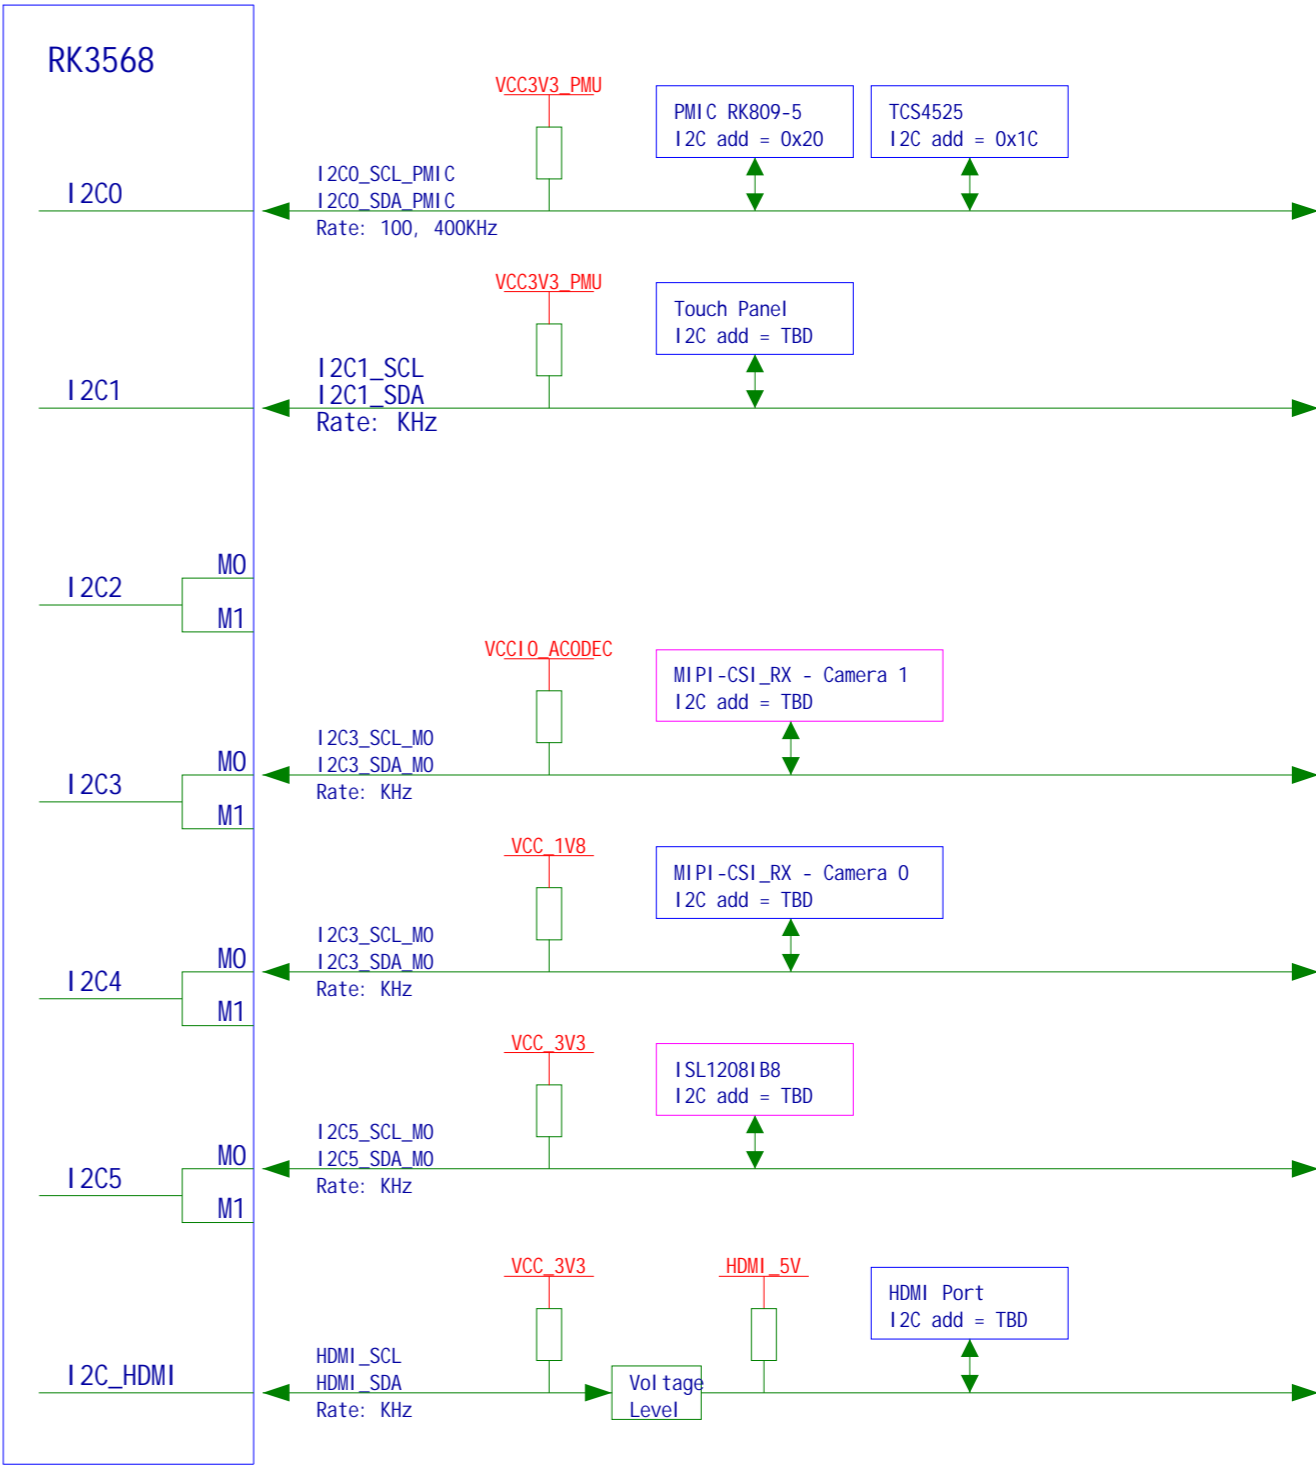 RK3568
VCC3V3_PMU
PMIC RK809-5
I2C add = 0x20
TCS4525
I2C add = 0x1C
I2C0
I2C0_SCL_PMIC
I2C0_SDA_PMIC
Rate: 100, 400KHz
VCC3V3_PMU
Touch Panel
I2C add = TBD
I2C1
I2C1_SCL
I2C1_SDA
Rate: KHz
I2C2
M0
M1
VCCIO_ACODEC
MIPI-CSI_RX - Camera 1
I2C add = TBD
I2C3
M0
M1
I2C3_SCL_M0
I2C3_SDA_M0
Rate: KHz
VCC_1V8
MIPI-CSI_RX - Camera 0
I2C add = TBD
I2C4
M0
M1
I2C3_SCL_M0
I2C3_SDA_M0
Rate: KHz
VCC_3V3
ISL1208IB8
I2C add = TBD
I2C5
M0
M1
I2C5_SCL_M0
I2C5_SDA_M0
Rate: KHz
VCC_3V3
HDMI_5V
HDMI Port
I2C add = TBD
I2C_HDMI
HDMI_SCL
HDMI_SDA
Rate: KHz
Voltage
Level